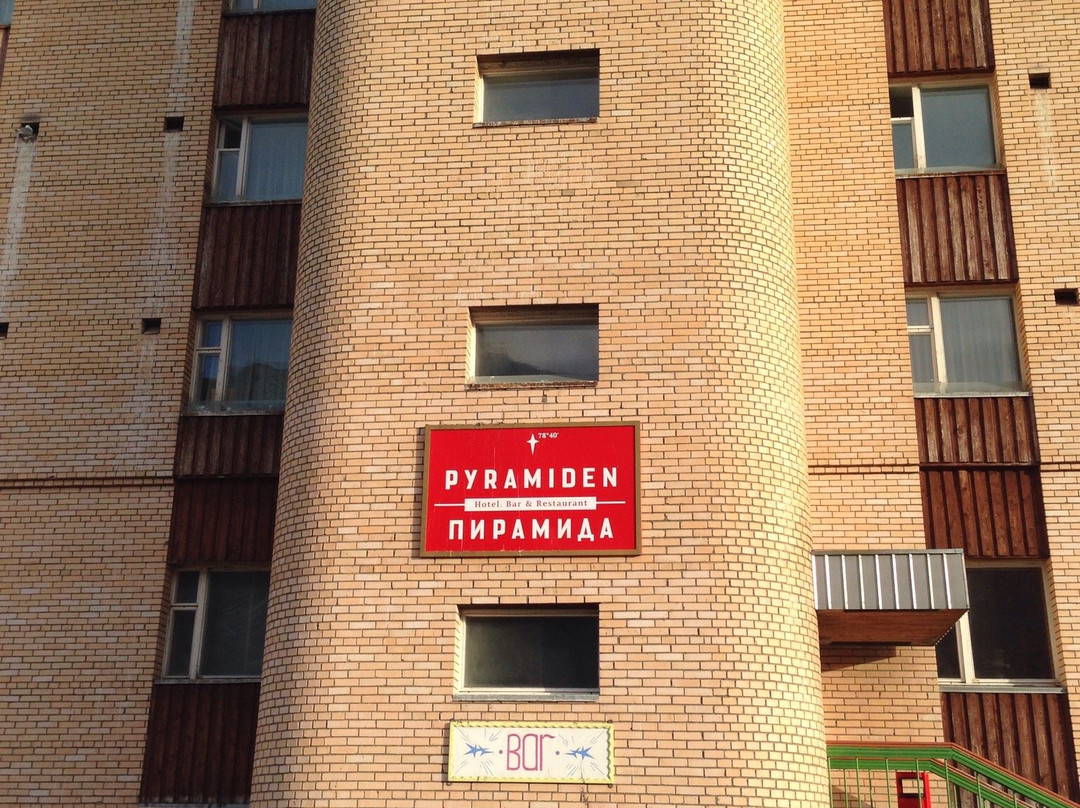 78°40'
PYRAMIDEN
Hotel. Bar & Restaurant
ПИРАМИДА
·Bar·